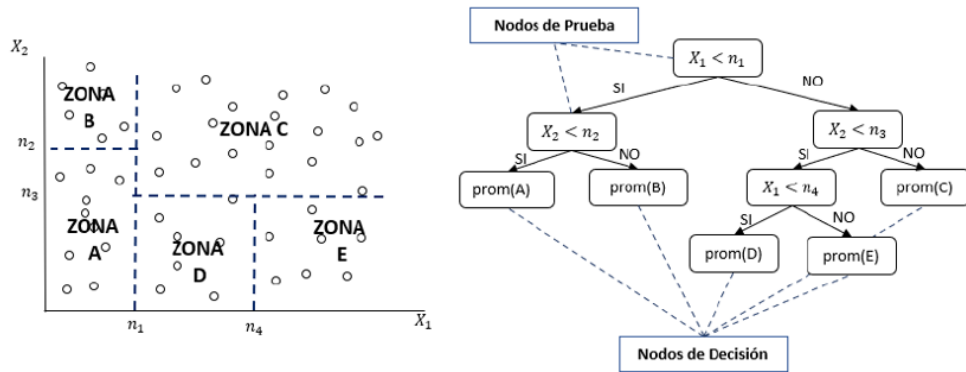 X₂
ZONA
B
ZONA C
n₂
n₃
ZONA
A
ZONA
D
ZONA
E
n₁
n₄
X₁
Nodos de Prueba
X₁ < n₁
SI
NO
X₂ < n₂
X₂ < n₃
SI
NO
SI
NO
prom(A)
prom(B)
X₁ < n₄
prom(C)
SI
NO
prom(D)
prom(E)
Nodos de Decisión